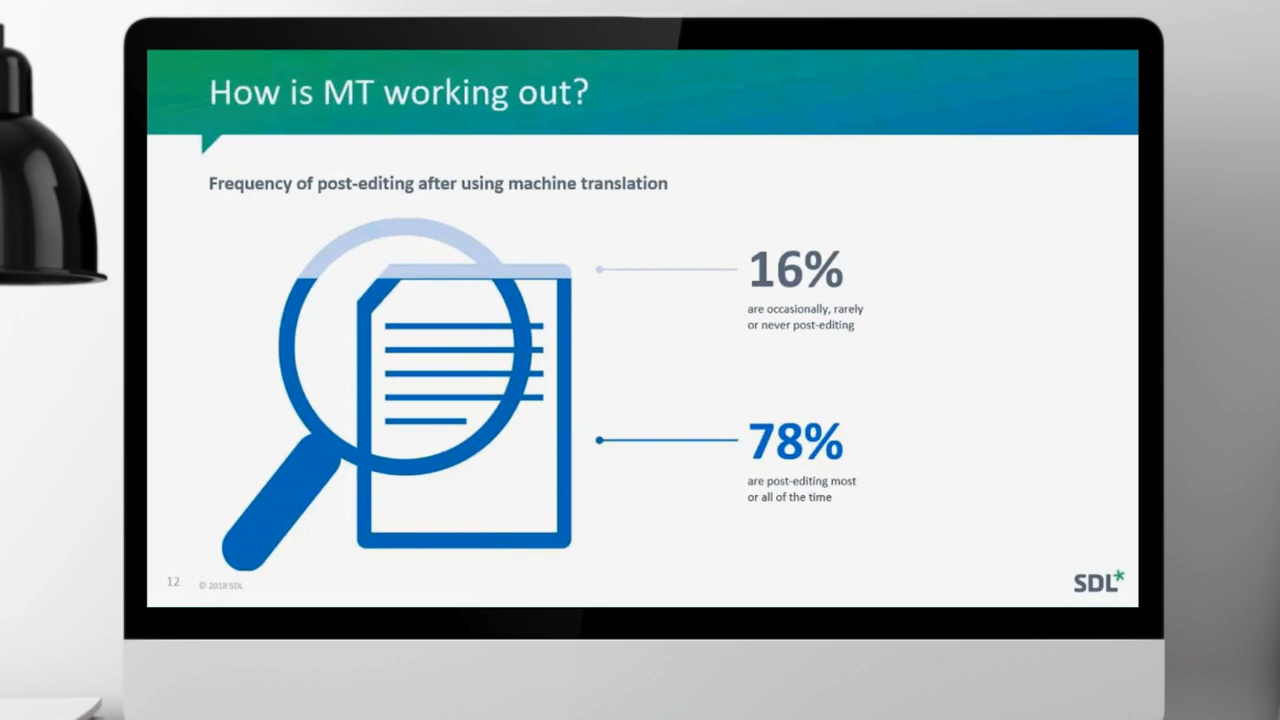 How is MT working out?
Frequency of post-editing after using machine translation
16%
are occasionally, rarely
or never post-editing
78%
are post-editing most
or all of the time
12
© 2018 SDL
SDL*